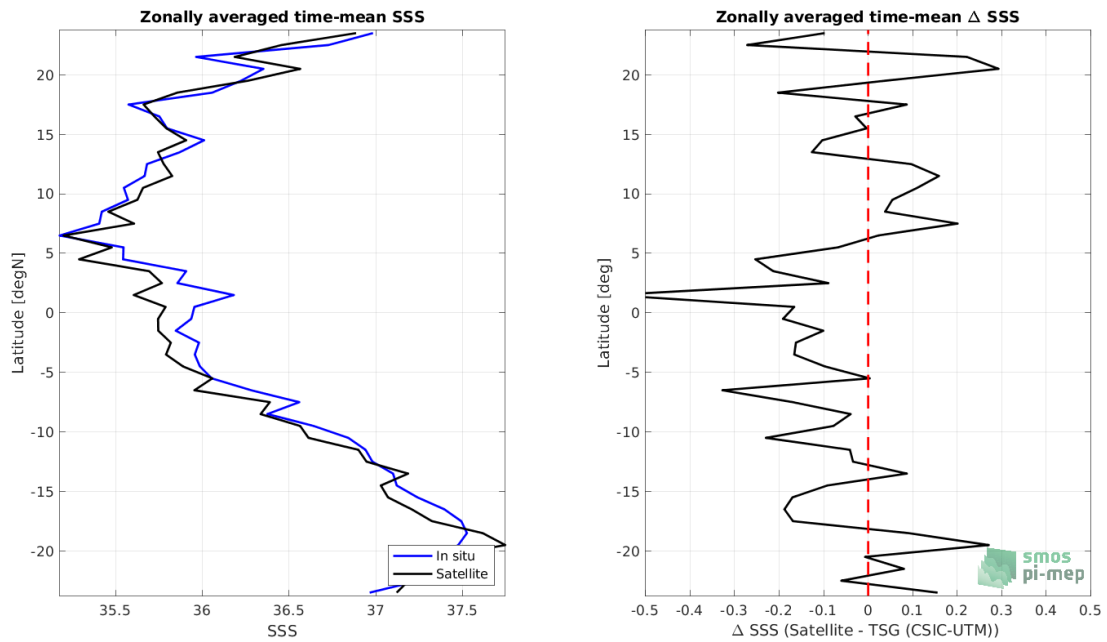 Zonally averaged time-mean SSS
Latitude [degN]
20
15
10
5
0
-5
-10
-15
-20
35.5 36 36.5 37 37.5
SSS
In situ
Satellite
Zonally averaged time-mean Δ SSS
Latitude [deg]
20
15
10
5
0
-5
-10
-15
-20
-0.5 -0.4 -0.3 -0.2 -0.1 0 0.1 0.2 0.3 0.4 0.5
Δ SSS (Satellite - TSG (CSIC-UTM))
smos
pi-mep